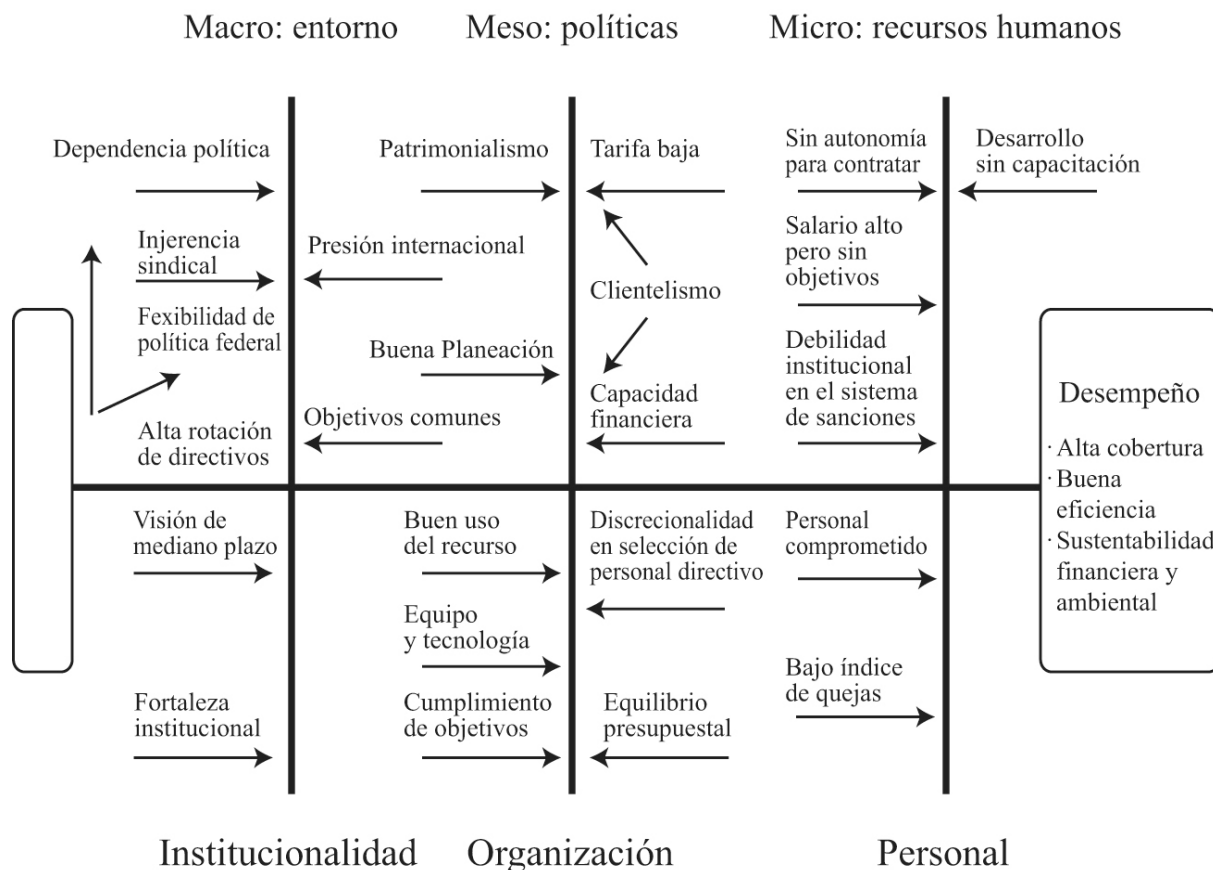 Macro: entorno
Meso: políticas
Micro: recursos humanos
Dependencia política
Injerencia
sindical
Fexibilidad de
política federal
Alta rotación
de directivos
Presión internacional
Objetivos comunes
Patrimonialismo
Buena Planeación
Tarifa baja
Clientelismo
Capacidad
financiera
Sin autonomía
para contratar
Salario alto
pero sin
objetivos
Debilidad
institucional
en el sistema
de sanciones
Desarrollo
sin capacitación
Visión de
mediano plazo
Fortaleza
institucional
Buen uso
del recurso
Equipo
y tecnología
Cumplimiento
de objetivos
Discrecionalidad
en selección de
personal directivo
Equilibrio
presupuestal
Personal
comprometido
Bajo índice
de quejas
Desempeño
· Alta cobertura
· Buena
eficiencia
· Sustentabilidad
financiera y
ambiental
Institucionalidad
Organización
Personal